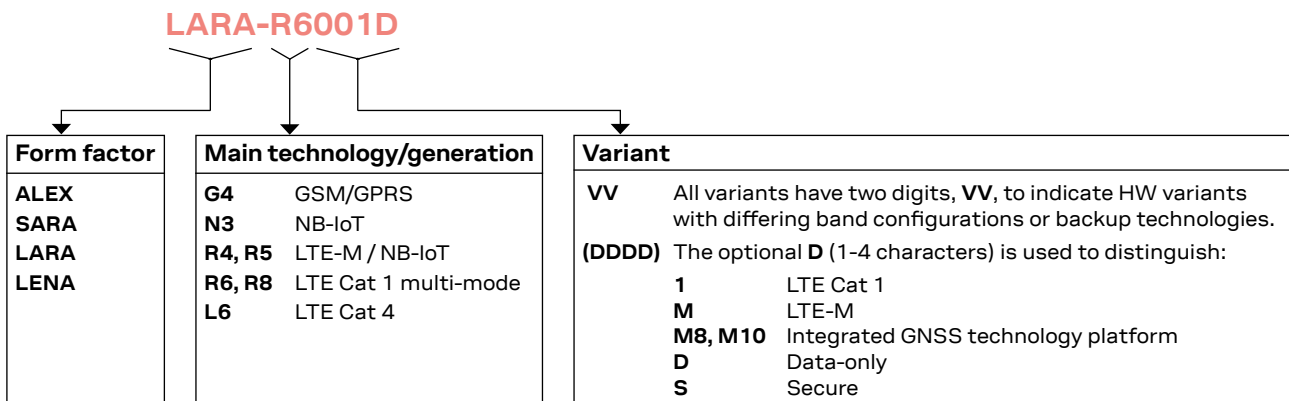 LARA-R6001D
Form factor
ALEX
SARA
LARA
LENA
Main technology/generation
G4 GSM/GPRS
N3 NB-IoT
R4, R5 LTE-M / NB-IoT
R6, R8 LTE Cat 1 multi-mode
L6 LTE Cat 4
Variant
VV All variants have two digits, VV, to indicate HW variants
with differing band configurations or backup technologies.
(DDDD) The optional D (1-4 characters) is used to distinguish:
1 LTE Cat 1
M LTE-M
M8, M10 Integrated GNSS technology platform
D Data-only
S Secure